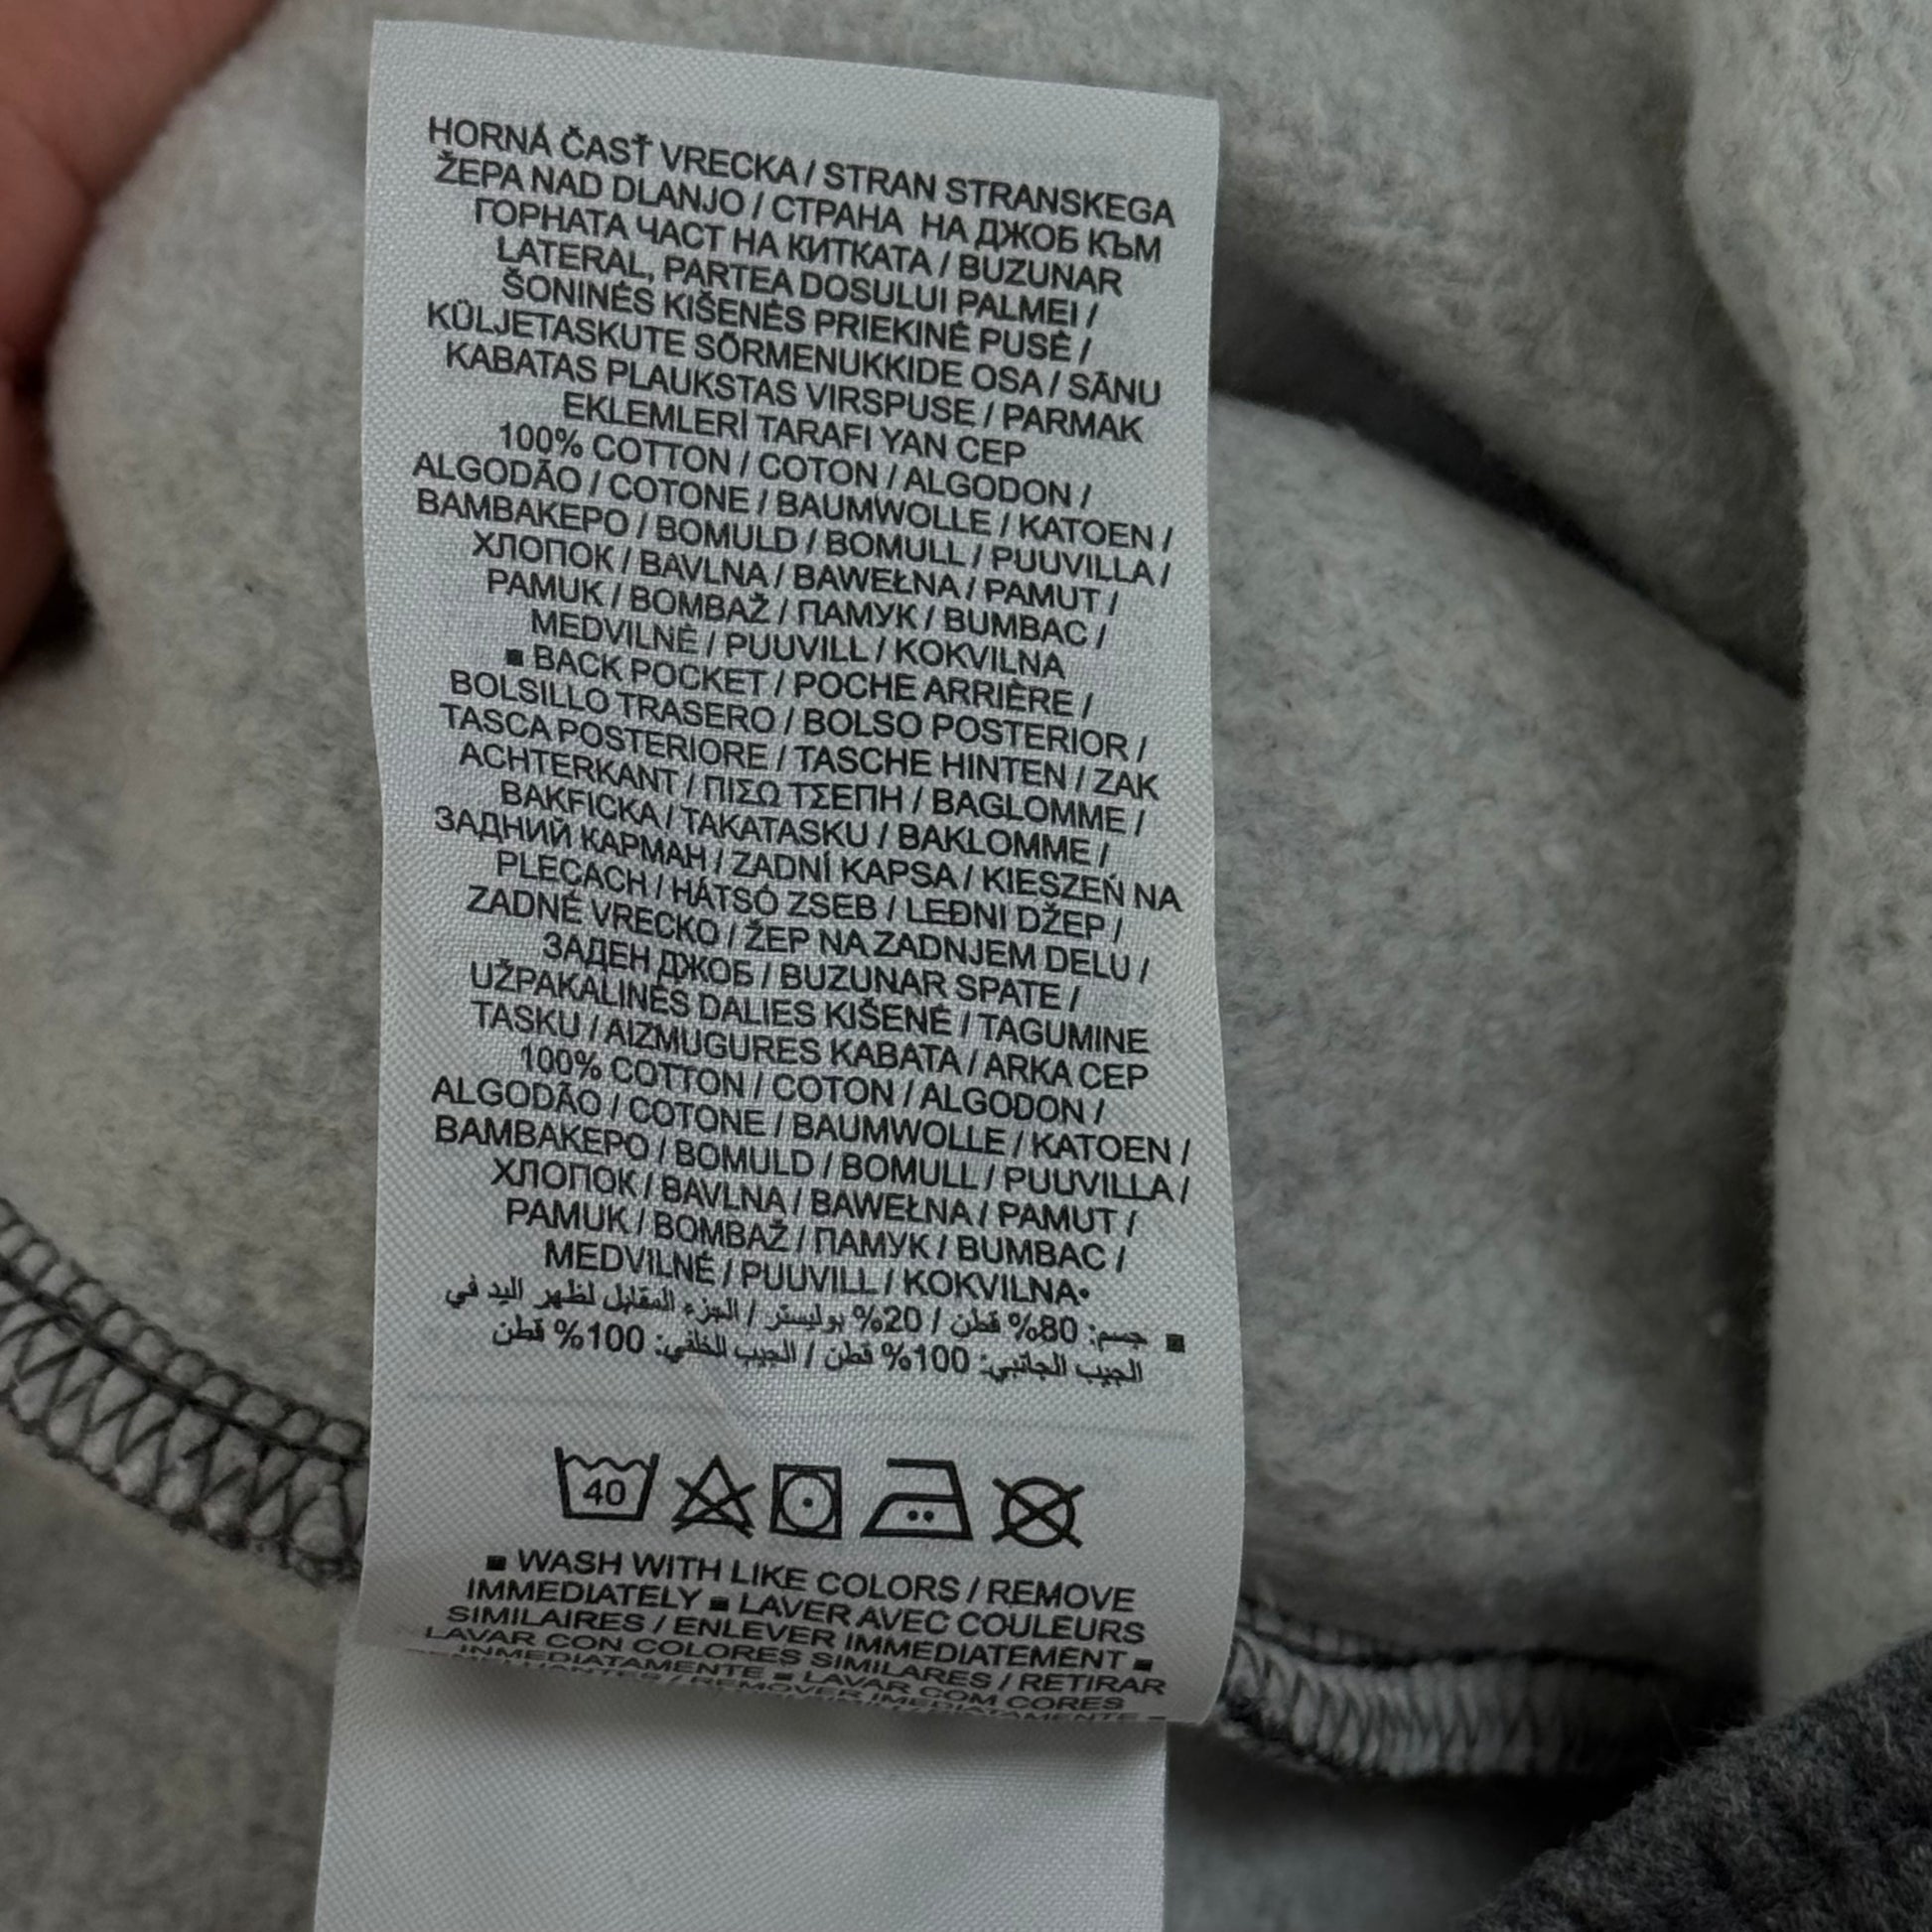 HORNÁ ČASŤ VRECKA / STRAN STRANSKEGA
ŽEPA NAD DLANJO / СТРАНА НА ДЖОБ КЪМ
ГОРНАТА ЧАСТ НА КИТКАТА / BUZUNAR
LATERAL, PARTEA DOSULUI PALMEI /
ŠONINĖS KIŠENĖS PRIEKINĖ PUSĖ /
KÜLJETASKUTE SÕRMENUKKIDE OSA / SĀNU
KABATAS PLAUKSTAS VIRSPUSE / PARMAK
EKLEMLERİ TARAFI YAN CEP
100% COTTON / COTON / ALGODON /
ALGODÃO / COTONE / BAUMWOLLE / KATOEN /
ΒΑΜΒΑΚΕΡΟ / BOMULD / BOMULL / PUUVILLA /
ХЛОПОК / BAVLNA / BAWEŁNA / PAMUT /
PAMUK / BOMBAŽ / ПАМУК / BUMBAC /
MEDVILNĖ / PUUVILL / KOKVILNA
■ BACK POCKET / POCHE ARRIÈRE /
BOLSILLO TRASERO / BOLSO POSTERIOR /
TASCA POSTERIORE / TASCHE HINTEN / ZAK
ACHTERKANT / ΠΙΣΩ ΤΣΕΠΗ / BAGLOMME /
BAKFICKA / TAKATASKU / BAKLOMME /
ЗАДНИЙ КАРМАН / ZADNÍ KAPSA / KIESZEŃ NA
PLECACH / HÁTSÓ ZSEB / LEĐNI DŽEP /
ZADNÉ VRECKO / ŽEP NA ZADNJEM DELU /
ЗАДЕН ДЖОБ / BUZUNAR SPATE /
UŽPAKALINĖS DALIES KIŠENĖ / TAGUMINE
TASKU / AIZMUGURES KABATA / ARKA CEP
100% COTTON / COTON / ALGODON /
ALGODÃO / COTONE / BAUMWOLLE / KATOEN /
ΒΑΜΒΑΚΕΡΟ / BOMULD / BOMULL / PUUVILLA /
ХЛОПОК / BAVLNA / BAWEŁNA / PAMUT /
PAMUK / BOMBAŽ / ПАМУК / BUMBAC /
MEDVILNĖ / PUUVILL / KOKVILNA•
■ جسم: 80% قطن / 20% بوليستر / الجزء المقابل لظهر اليد في
الجيب الجانبي: 100% قطن / الجيب الخلفي: 100% قطن
40
■ WASH WITH LIKE COLORS / REMOVE
IMMEDIATELY ■ LAVER AVEC COULEURS
SIMILAIRES / ENLEVER IMMEDIATEMENT ■
LAVAR CON COLORES SIMILARES / RETIRAR
INMEDIATAMENTE ■ LAVAR COM CORES
/ REMOVER IMEDIATAMENTE ■